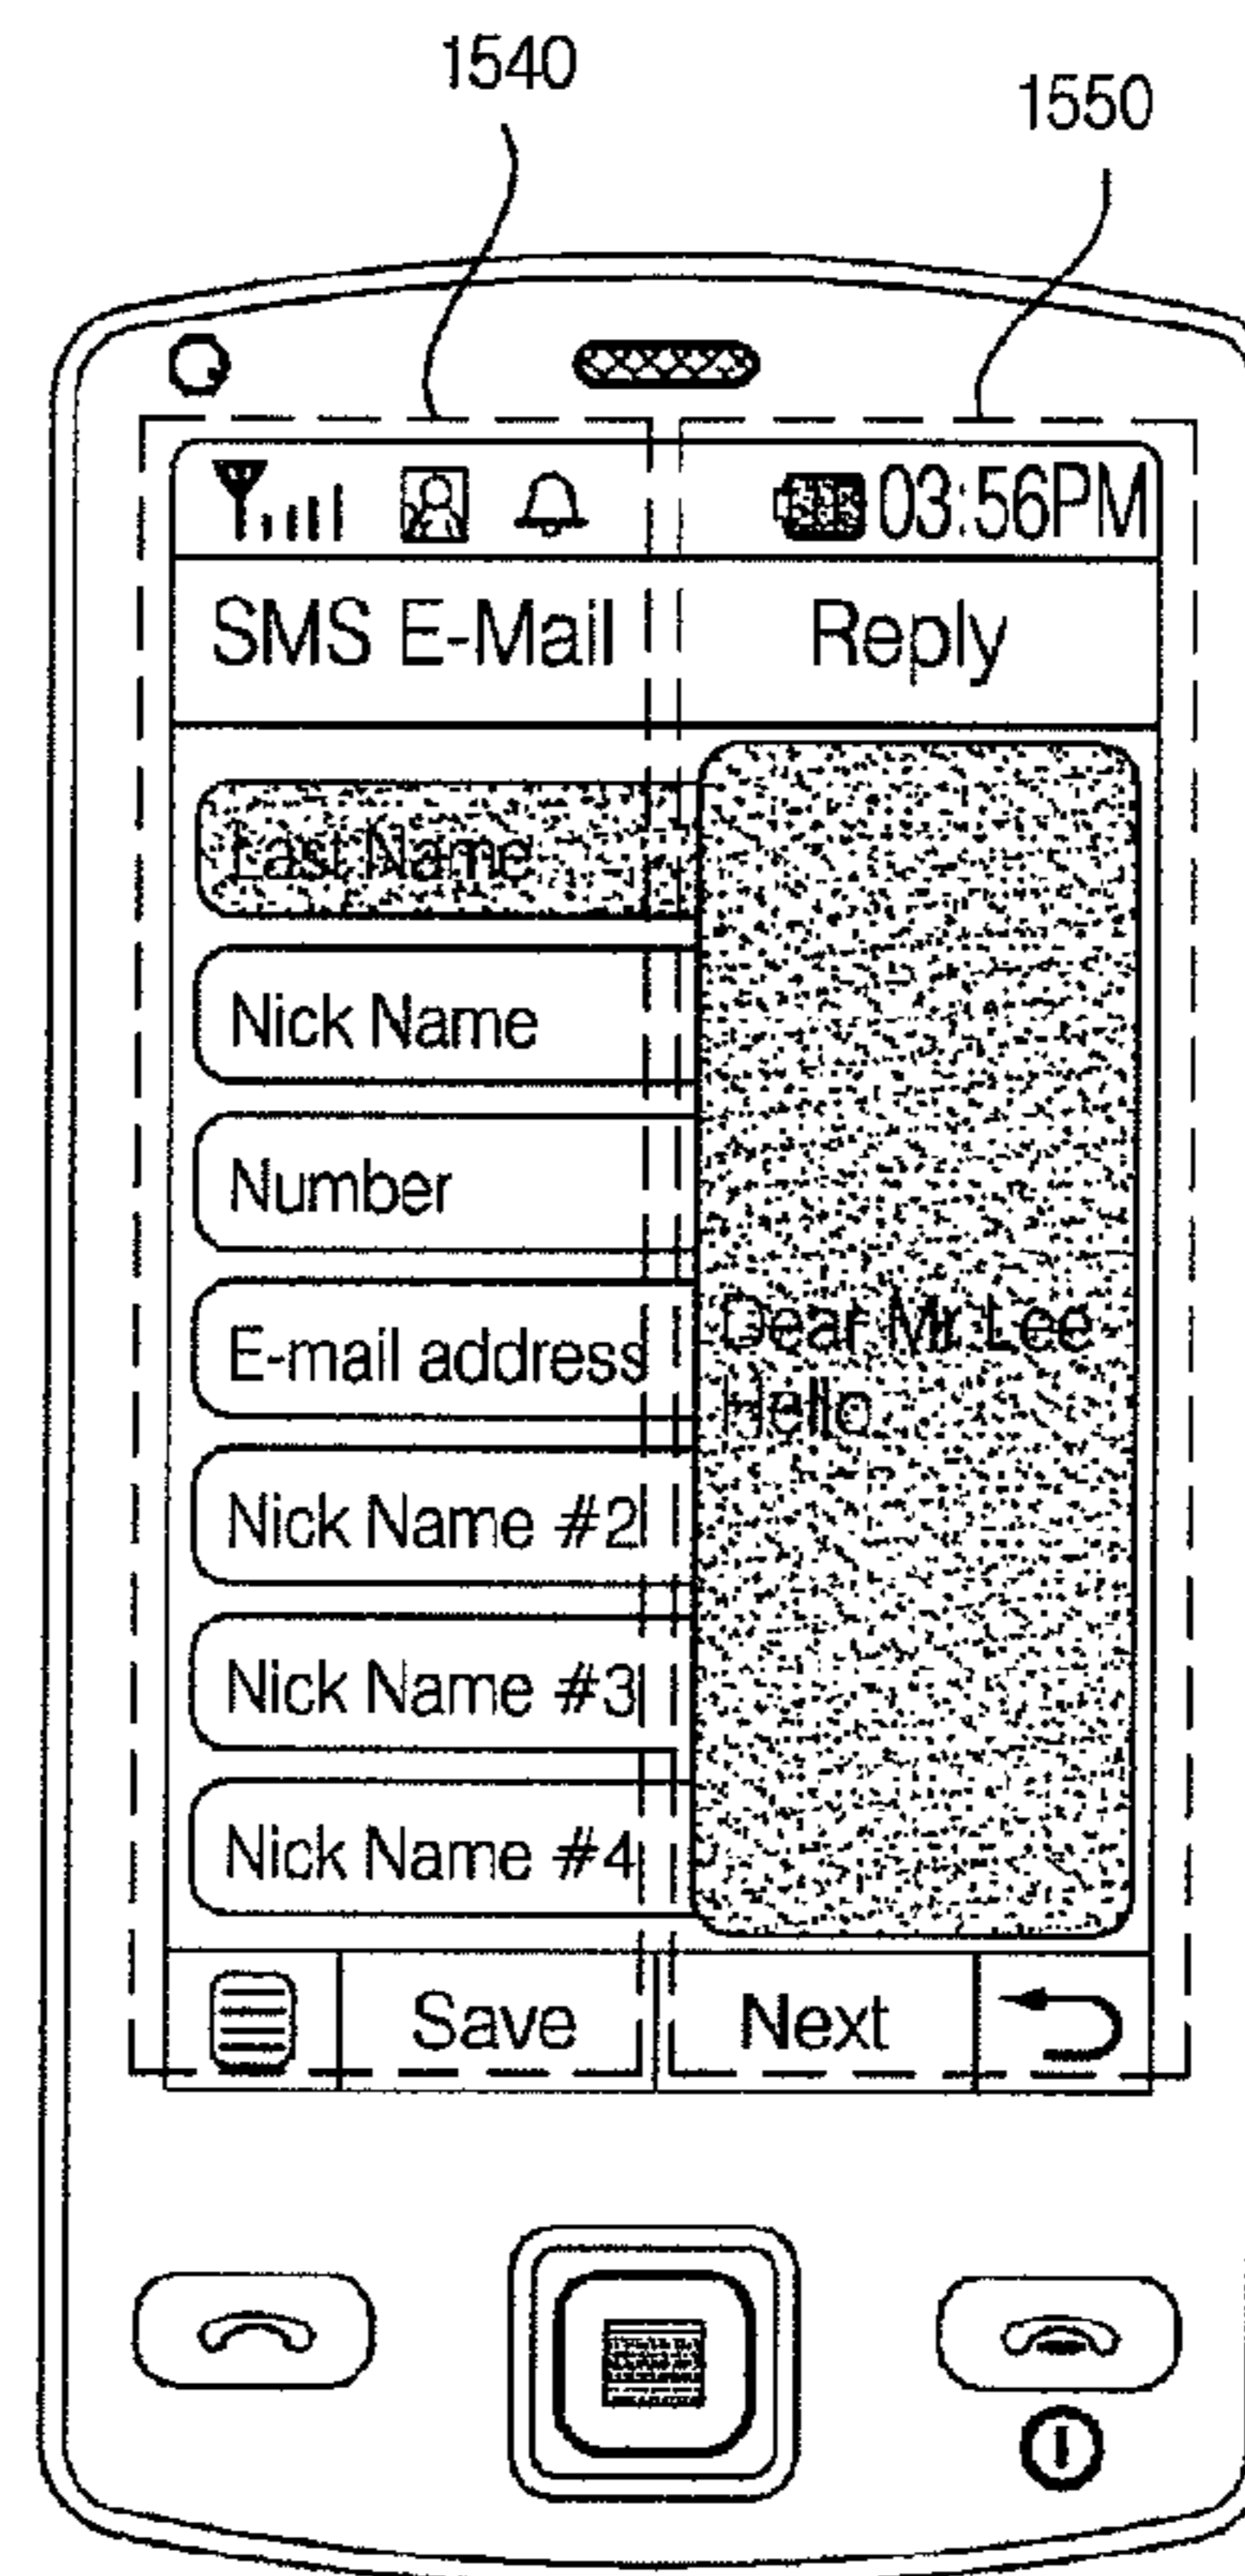 1540
1550
03:56PM
SMS E-Mail
Reply
Last Name
Nick Name
Number
E-mail address
Nick Name #2
Nick Name #3
Nick Name #4
Dear Mr. Lee
Hello
Save
Next